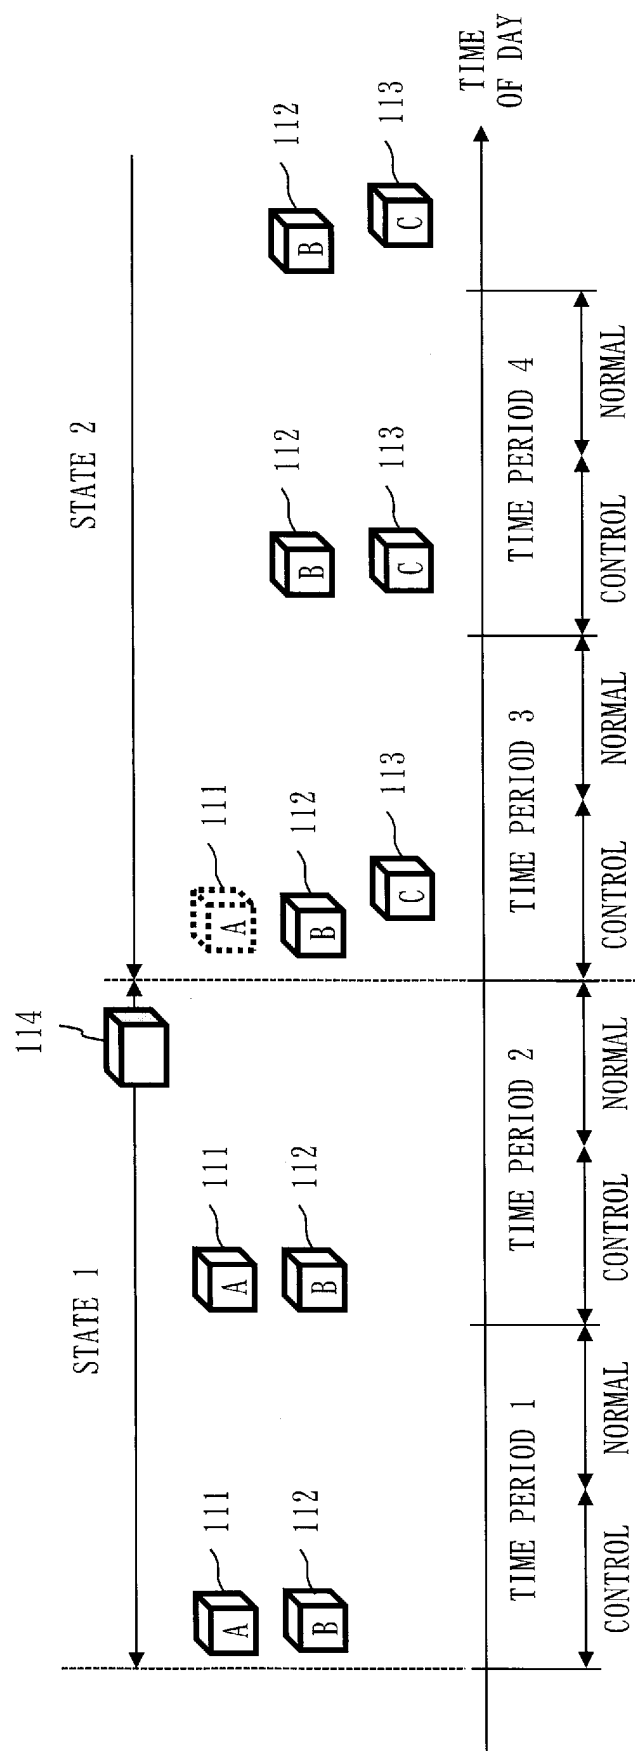 114
STATE 1
STATE 2
111
111
111
A
A
A
112
112
112
112
112
B
B
B
B
B
113
113
113
C
C
C
TIME
OF DAY
TIME PERIOD 1
TIME PERIOD 2
TIME PERIOD 3
TIME PERIOD 4
CONTROL
NORMAL
CONTROL
NORMAL
CONTROL
NORMAL
CONTROL
NORMAL